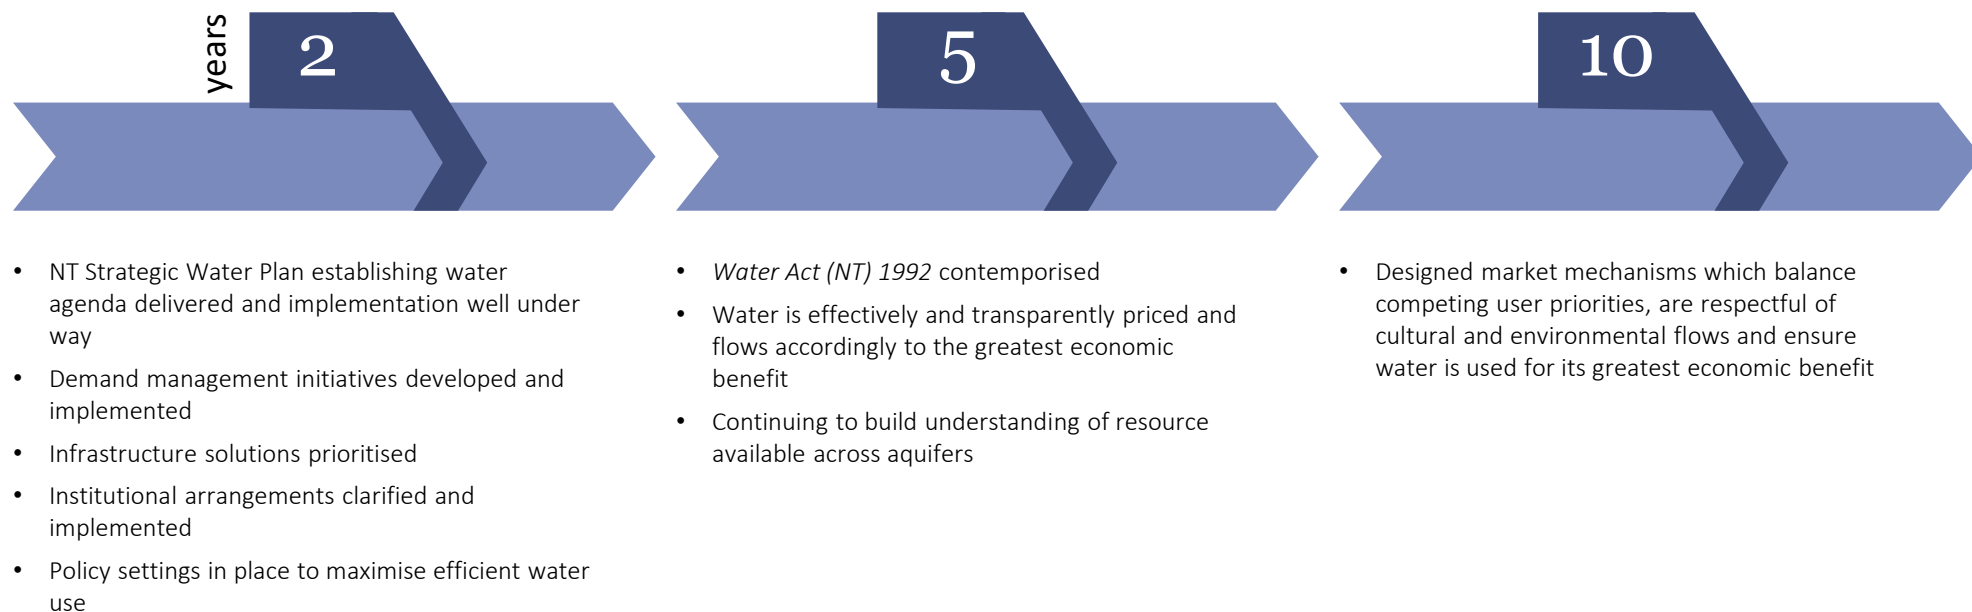 years
2
• NT Strategic Water Plan establishing water
agenda delivered and implementation well under
way
• Demand management initiatives developed and
implemented
• Infrastructure solutions prioritised
• Institutional arrangements clarified and
implemented
• Policy settings in place to maximise efficient water
use
5
• Water Act (NT) 1992 contemporised
• Water is effectively and transparently priced and
flows accordingly to the greatest economic
benefit
• Continuing to build understanding of resource
available across aquifers
10
• Designed market mechanisms which balance
competing user priorities, are respectful of
cultural and environmental flows and ensure
water is used for its greatest economic benefit